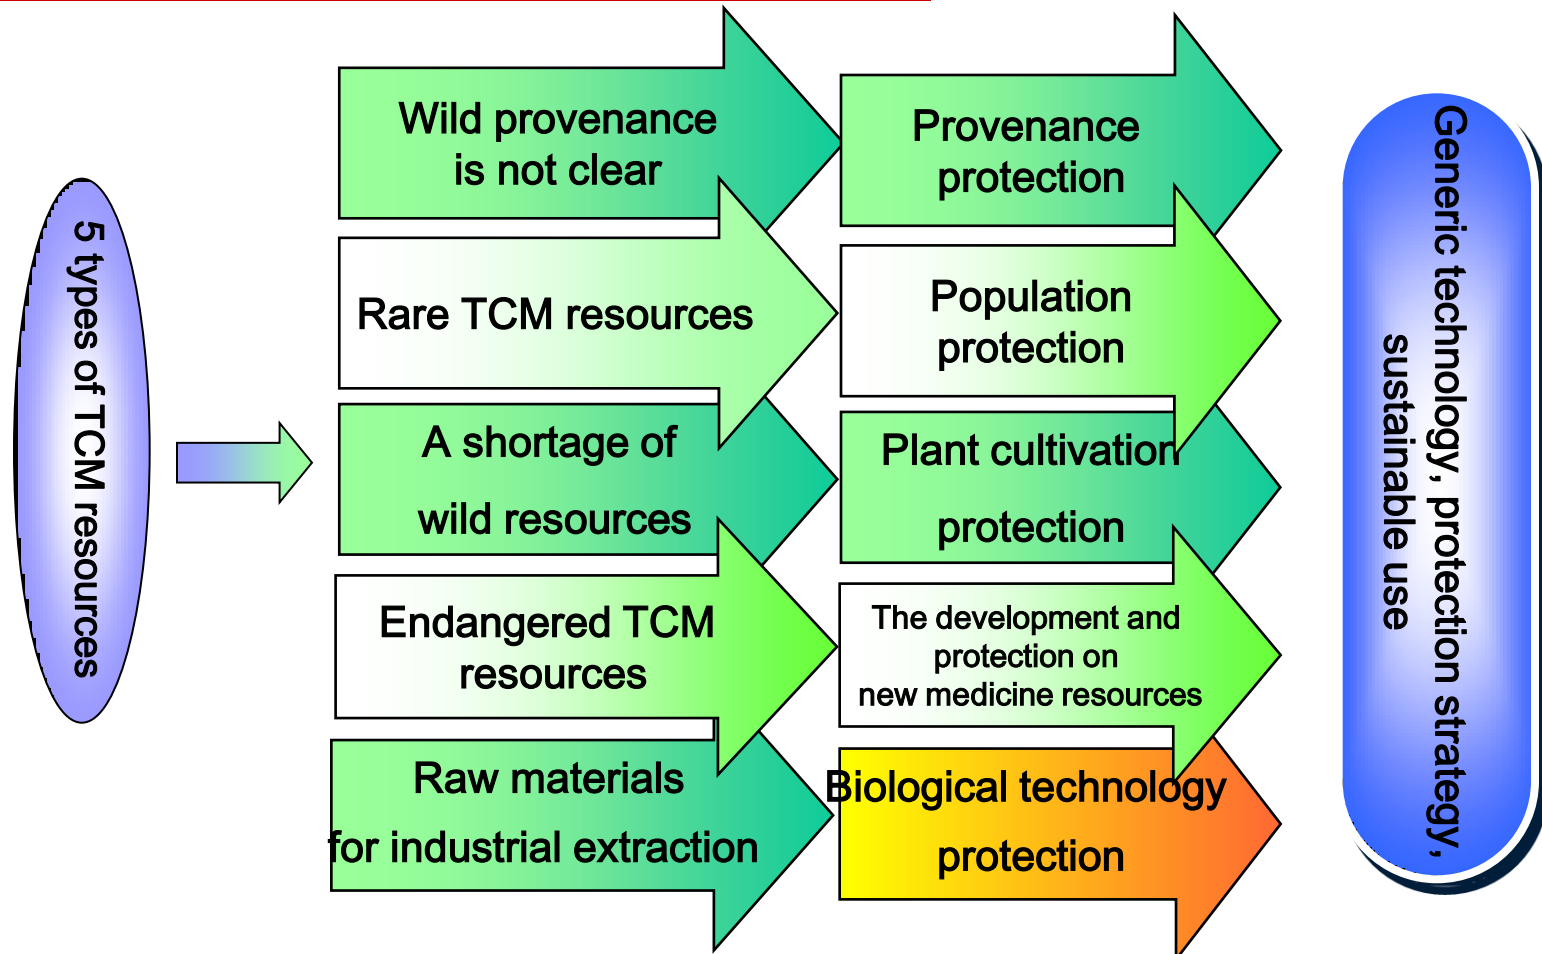 5 types of TCM resources
Wild provenance
is not clear
Provenance
protection
Rare TCM resources
Population
protection
A shortage of
wild resources
Plant cultivation
protection
Endangered TCM
resources
The development and
protection on
new medicine resources
Raw materials
for industrial extraction
Biological technology
protection
Generic technology, protection strategy,
sustainable use